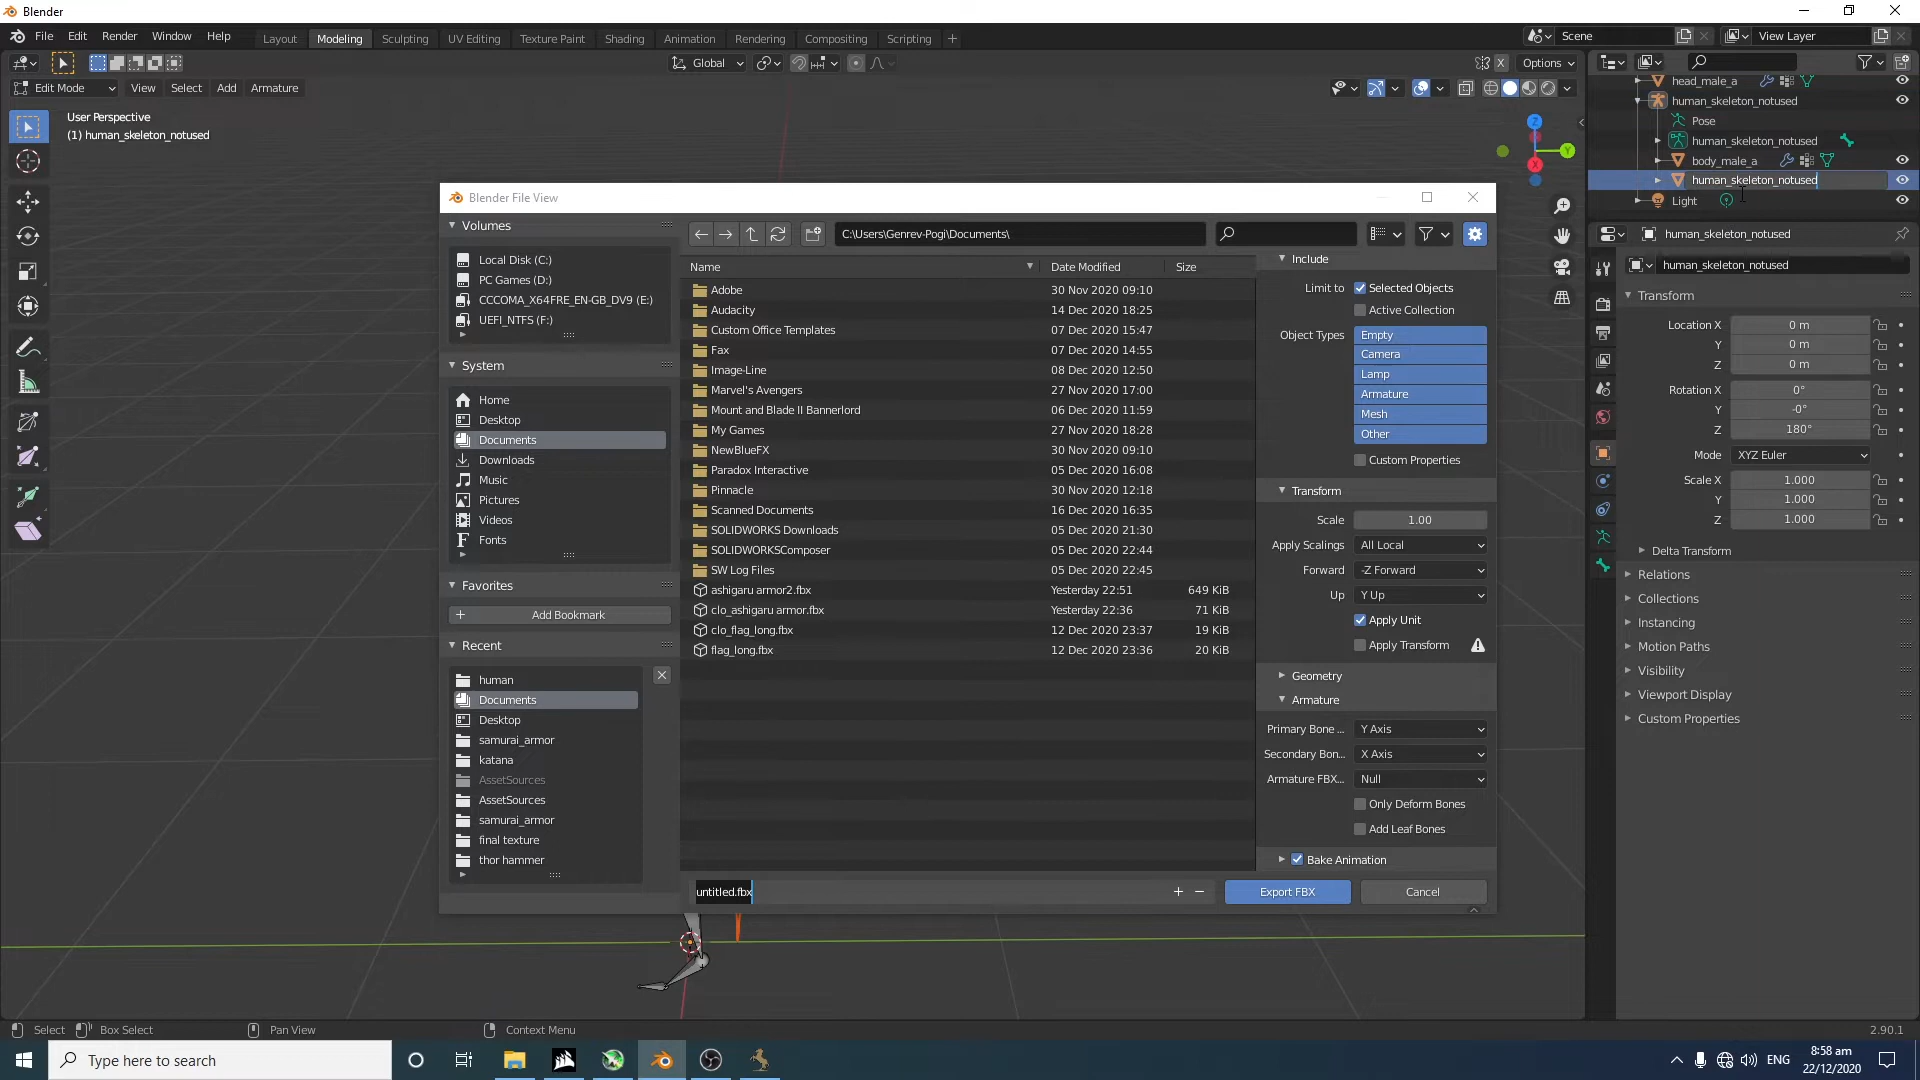 Blender
File Edit Render Window Help
Layout Modeling Sculpting UV Editing Texture Paint Shading Animation Rendering Compositing Scripting +
Scene
View Layer
Global
X
Options
Edit Mode View Select Add Armature
User Perspective
(1) human_skeleton_notused
Z
Y
X
head_male_a
human_skeleton_notused
Pose
human_skeleton_notused
body_male_a
human_skeleton_notused
Light
Blender File View
Volumes
Local Disk (C:)
PC Games (D:)
CCCOMA_X64FRE_EN-GB_DV9 (E:)
UEFI_NTFS (F:)
System
Home
Desktop
Documents
Downloads
Music
Pictures
Videos
Fonts
Favorites
+ Add Bookmark
Recent
human
Documents
Desktop
samurai_armor
katana
AssetSources
AssetSources
samurai_armor
final texture
thor hammer
C:\Users\Genrev-Pogi\Documents\
Name Date Modified Size
Adobe 30 Nov 2020 09:10
Audacity 14 Dec 2020 18:25
Custom Office Templates 07 Dec 2020 15:47
Fax 07 Dec 2020 14:55
Image-Line 08 Dec 2020 12:50
Marvel's Avengers 27 Nov 2020 17:00
Mount and Blade II Bannerlord 06 Dec 2020 11:59
My Games 27 Nov 2020 18:28
NewBlueFX 30 Nov 2020 09:10
Paradox Interactive 05 Dec 2020 16:08
Pinnacle 30 Nov 2020 12:18
Scanned Documents 16 Dec 2020 16:35
SOLIDWORKS Downloads 05 Dec 2020 21:30
SOLIDWORKSComposer 05 Dec 2020 22:44
SW Log Files 05 Dec 2020 22:45
ashigaru armor2.fbx Yesterday 22:51 649 KiB
clo_ashigaru armor.fbx Yesterday 22:36 71 KiB
clo_flag_long.fbx 12 Dec 2020 23:37 19 KiB
flag_long.fbx 12 Dec 2020 23:36 20 KiB
untitled.fbx
+ −
Export FBX
Cancel
Include
Limit to Selected Objects
Active Collection
Object Types Empty
Camera
Lamp
Armature
Mesh
Other
Custom Properties
Transform
Scale 1.00
Apply Scalings All Local
Forward -Z Forward
Up Y Up
Apply Unit
Apply Transform
Geometry
Armature
Primary Bone ... Y Axis
Secondary Bon... X Axis
Armature FBX... Null
Only Deform Bones
Add Leaf Bones
Bake Animation
human_skeleton_notused
human_skeleton_notused
Transform
Location X 0 m
Y 0 m
Z 0 m
Rotation X 0°
Y -0°
Z 180°
Mode XYZ Euler
Scale X 1.000
Y 1.000
Z 1.000
Delta Transform
Relations
Collections
Instancing
Motion Paths
Visibility
Viewport Display
Custom Properties
Select Box Select Pan View Context Menu
2.90.1
Type here to search
ENG
8:58 am
22/12/2020